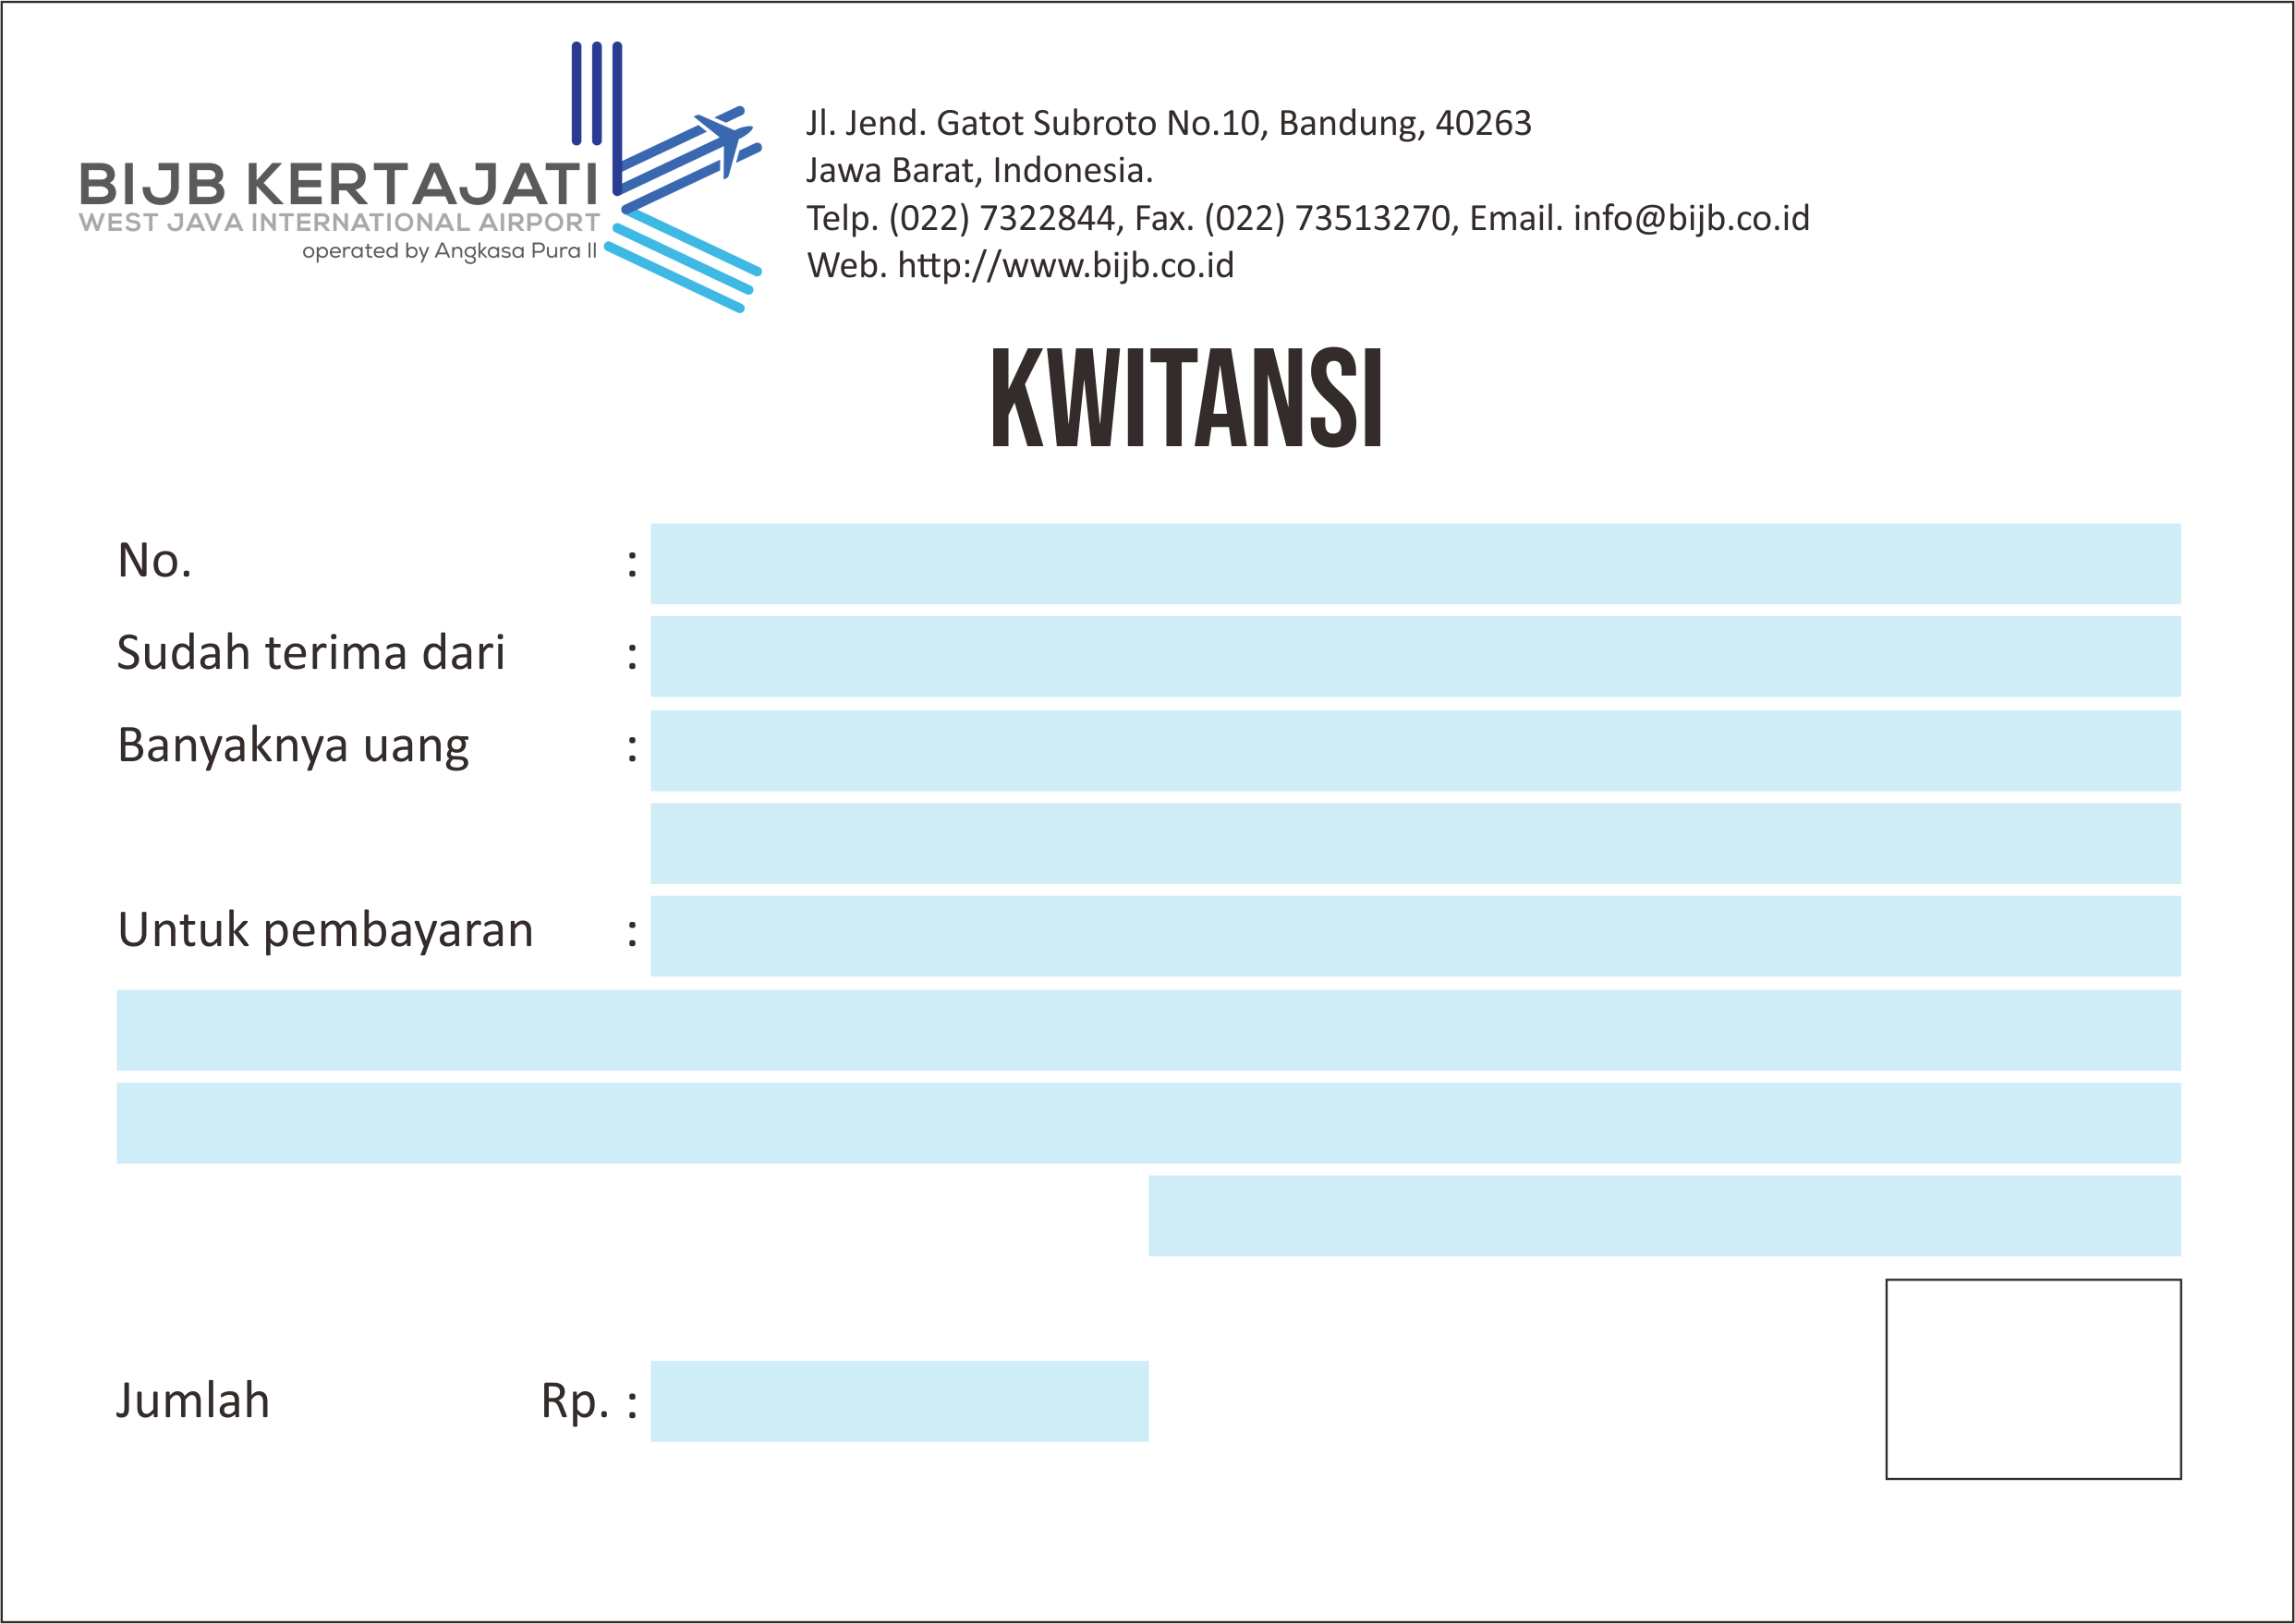 BIJB KERTAJATI
WEST JAVA INTERNATIONAL AIRPORT
operated by Angkasa Pura II
Jl. Jend. Gatot Subroto No.10, Bandung, 40263
Jawa Barat, Indonesia.
Telp. (022) 7322844, Fax. (022) 73513270, Email. info@bijb.co.id
Web. http://www.bijb.co.id
KWITANSI
No. :
Sudah terima dari :
Banyaknya uang :
Untuk pembayaran :
Jumlah Rp. :